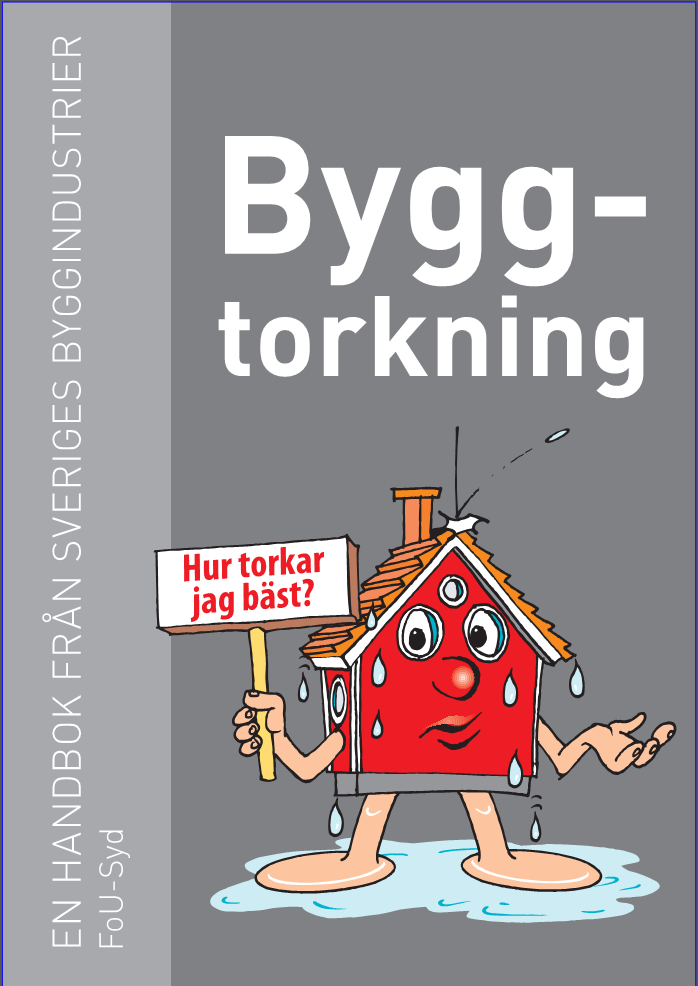 EN HANDBOK FRÅN SVERIGES BYGGINDUSTRIER
FoU-Syd
Bygg-
torkning
Hur torkar
jag bäst?